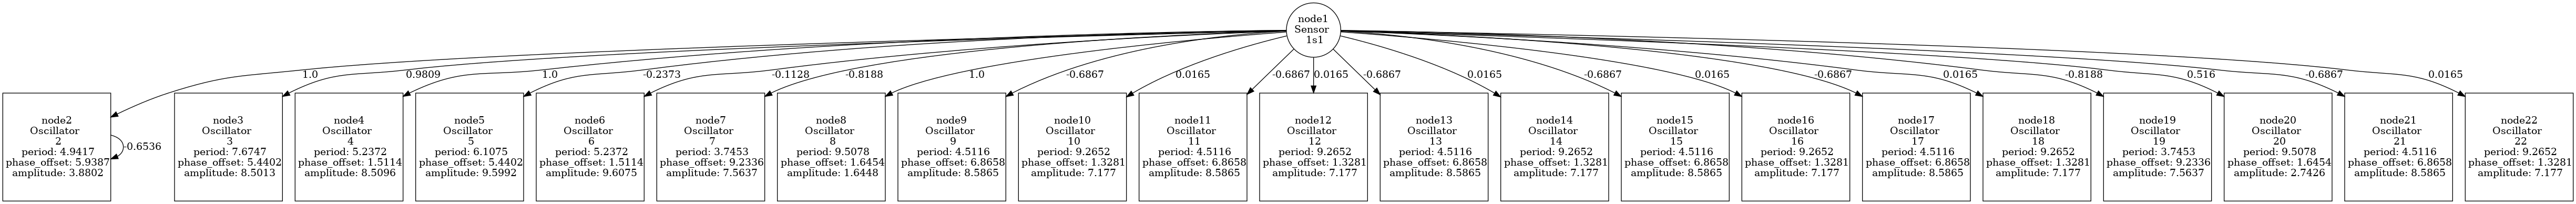 node1
Sensor
1s1
1.0
0.9809
1.0
-0.2373
-0.1128
-0.8188
1.0
-0.6867
0.0165
-0.6867
0.0165
-0.6867
0.0165
-0.6867
0.0165
-0.6867
0.0165
-0.8188
0.516
-0.6867
0.0165
node2
Oscillator
2
period: 4.9417
phase_offset: 5.9387
amplitude: 3.8802
-0.6536
node3
Oscillator
3
period: 7.6747
phase_offset: 5.4402
amplitude: 8.5013
node4
Oscillator
4
period: 5.2372
phase_offset: 1.5114
amplitude: 8.5096
node5
Oscillator
5
period: 6.1075
phase_offset: 5.4402
amplitude: 9.5992
node6
Oscillator
6
period: 5.2372
phase_offset: 1.5114
amplitude: 9.6075
node7
Oscillator
7
period: 3.7453
phase_offset: 9.2336
amplitude: 7.5637
node8
Oscillator
8
period: 9.5078
phase_offset: 1.6454
amplitude: 1.6448
node9
Oscillator
9
period: 4.5116
phase_offset: 6.8658
amplitude: 8.5865
node10
Oscillator
10
period: 9.2652
phase_offset: 1.3281
amplitude: 7.177
node11
Oscillator
11
period: 4.5116
phase_offset: 6.8658
amplitude: 8.5865
node12
Oscillator
12
period: 9.2652
phase_offset: 1.3281
amplitude: 7.177
node13
Oscillator
13
period: 4.5116
phase_offset: 6.8658
amplitude: 8.5865
node14
Oscillator
14
period: 9.2652
phase_offset: 1.3281
amplitude: 7.177
node15
Oscillator
15
period: 4.5116
phase_offset: 6.8658
amplitude: 8.5865
node16
Oscillator
16
period: 9.2652
phase_offset: 1.3281
amplitude: 7.177
node17
Oscillator
17
period: 4.5116
phase_offset: 6.8658
amplitude: 8.5865
node18
Oscillator
18
period: 9.2652
phase_offset: 1.3281
amplitude: 7.177
node19
Oscillator
19
period: 3.7453
phase_offset: 9.2336
amplitude: 7.5637
node20
Oscillator
20
period: 9.5078
phase_offset: 1.6454
amplitude: 2.7426
node21
Oscillator
21
period: 4.5116
phase_offset: 6.8658
amplitude: 8.5865
node22
Oscillator
22
period: 9.2652
phase_offset: 1.3281
amplitude: 7.177